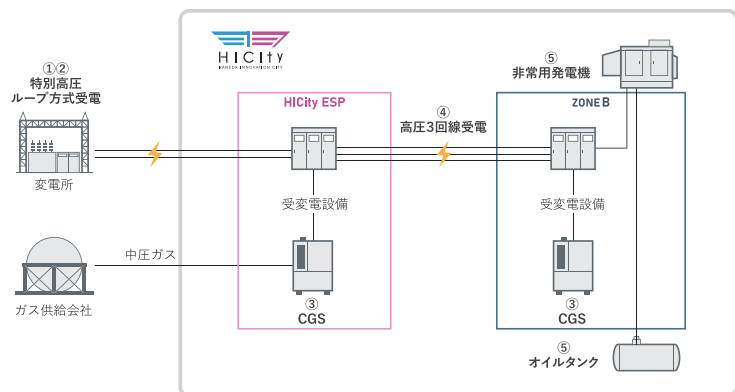 HICity
HANEDA INNOVATION CITY
①②
特別高圧
ループ方式受電
変電所
ガス供給会社
中圧ガス
HICity ESP
受変電設備
③
CGS
④
高圧3回線受電
⑤
非常用発電機
ZONE B
受変電設備
③
CGS
⑤
オイルタンク